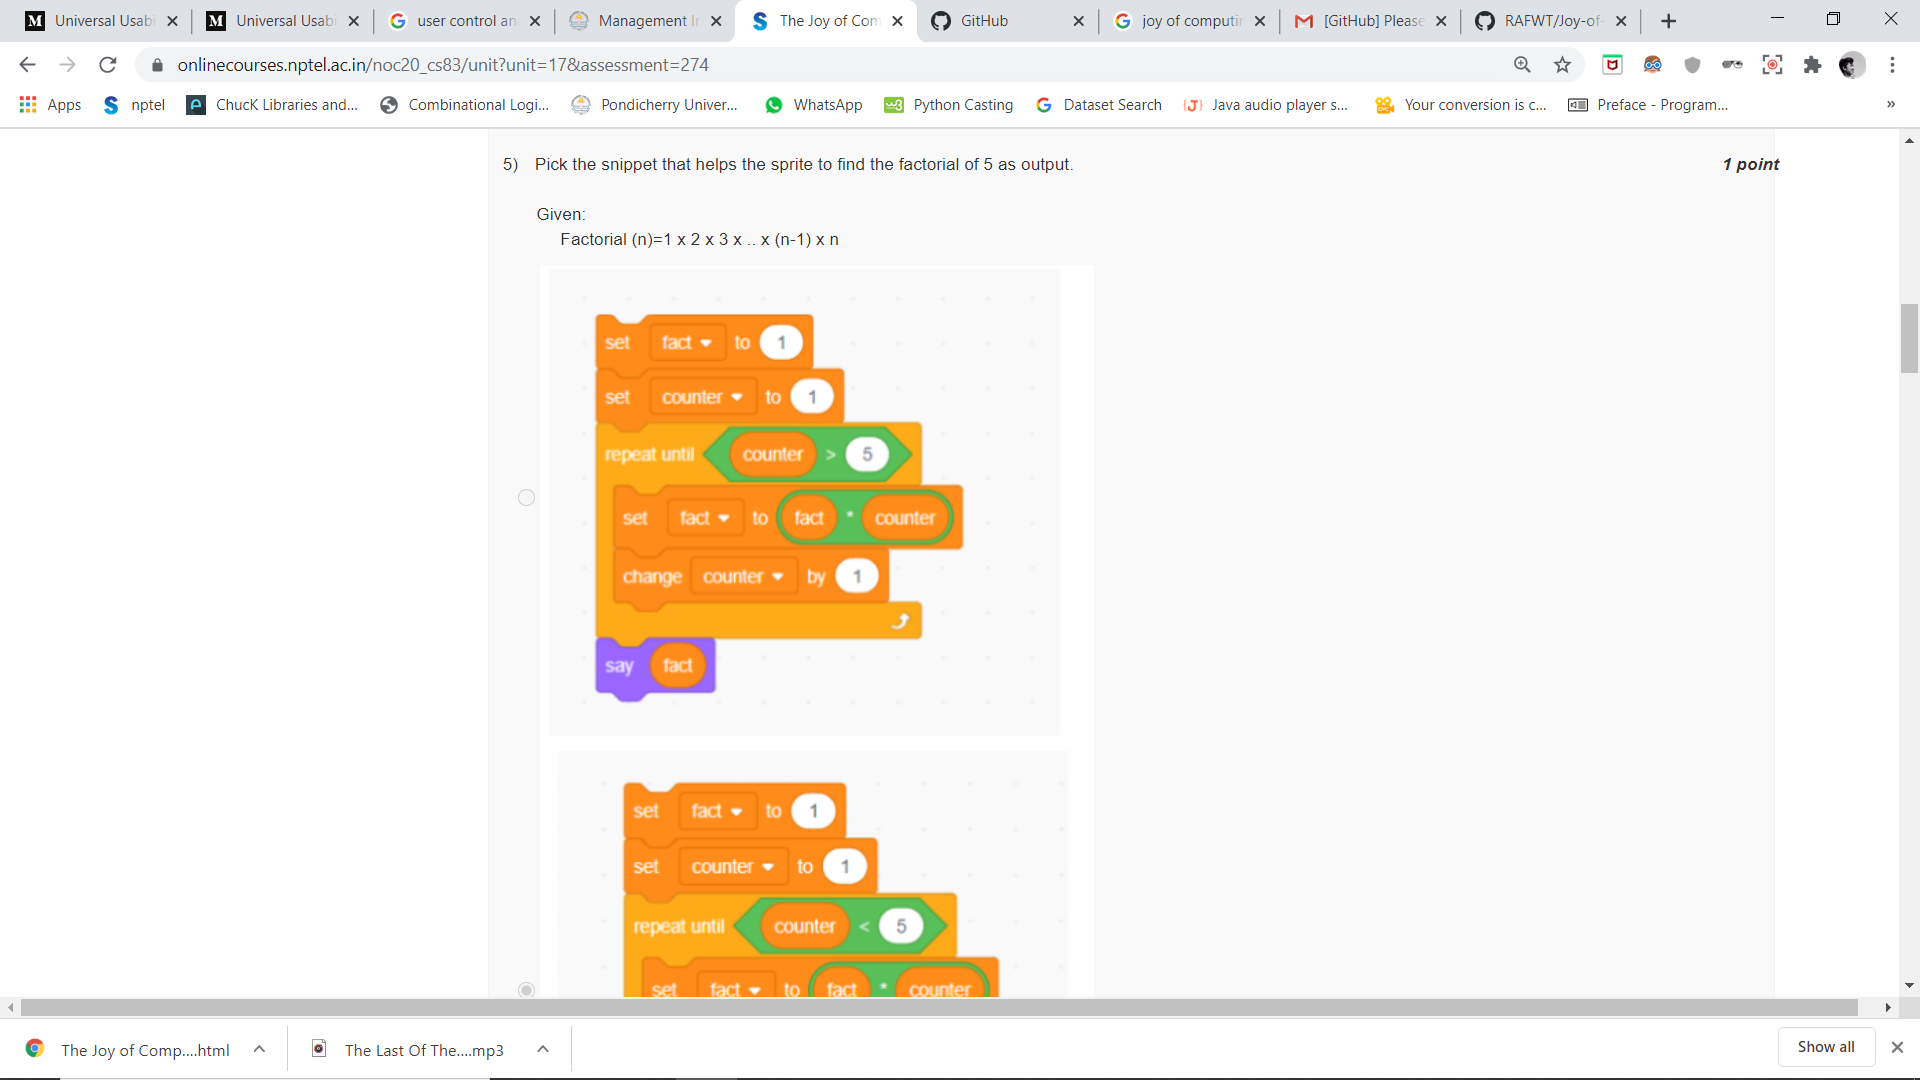 Universal Usabi
Universal Usabi
user control an
Management I
The Joy of Com
GitHub
joy of computin
[GitHub] Please
RAFWT/Joy-of-
onlinecourses.nptel.ac.in/noc20_cs83/unit?unit=17&assessment=274
Apps
nptel
ChucK Libraries and...
Combinational Logi...
Pondicherry Univer...
WhatsApp
Python Casting
Dataset Search
Java audio player s...
Your conversion is c...
Preface - Program...
»
5) Pick the snippet that helps the sprite to find the factorial of 5 as output.
1 point
Given:
Factorial (n)=1 x 2 x 3 x .. x (n-1) x n
set fact to 1
set counter to 1
repeat until counter > 5
set fact to fact * counter
change counter by 1
say fact
set fact to 1
set counter to 1
repeat until counter < 5
set fact to fact * counter
The Joy of Comp....html
The Last Of The....mp3
Show all